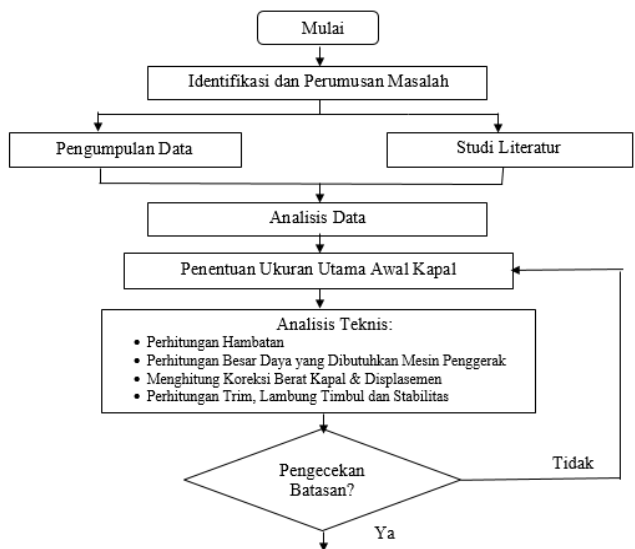 Mulai
Identifikasi dan Perumusan Masalah
Pengumpulan Data
Studi Literatur
Analisis Data
Penentuan Ukuran Utama Awal Kapal
Analisis Teknis:
• Perhitungan Hambatan
• Perhitungan Besar Daya yang Dibutuhkan Mesin Penggerak
• Menghitung Koreksi Berat Kapal & Displasemen
• Perhitungan Trim, Lambung Timbul dan Stabilitas
Pengecekan
Batasan?
Tidak
Ya